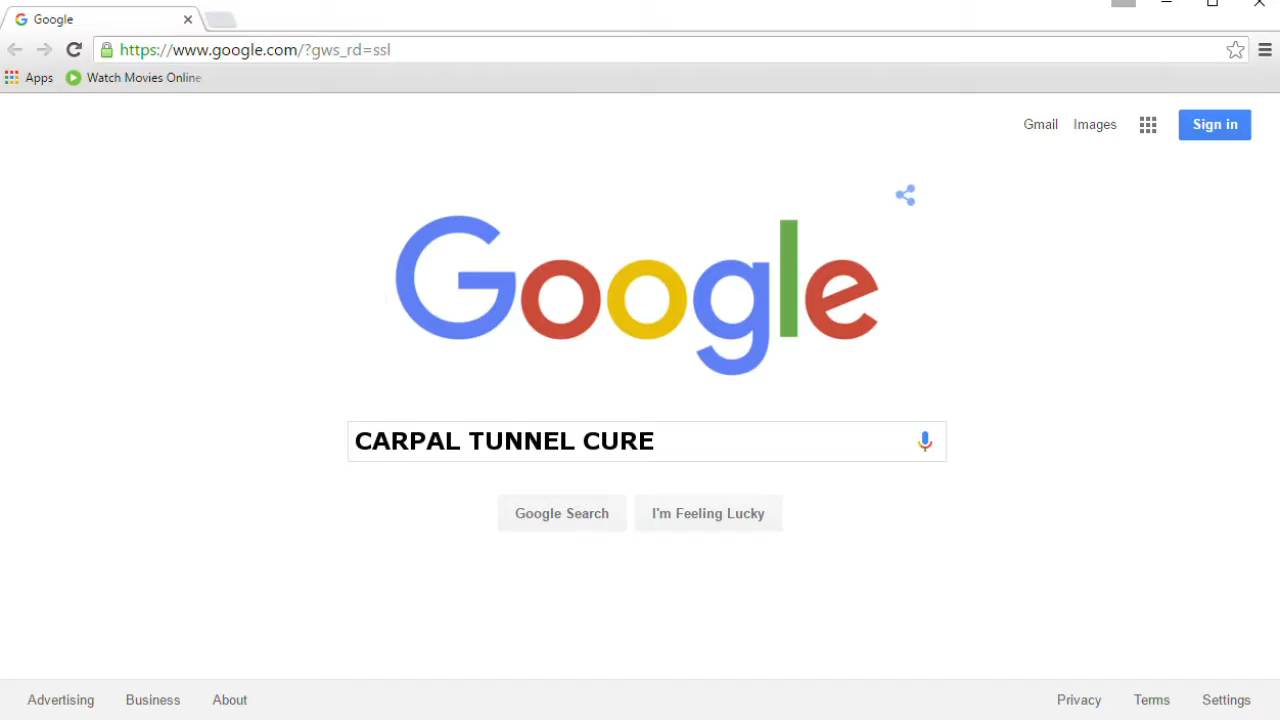 Google
https://www.google.com/?gws_rd=ssl
Apps Watch Movies Online
Gmail Images Sign in
Google
CARPAL TUNNEL CURE
Google Search I'm Feeling Lucky
Advertising Business About Privacy Terms Settings